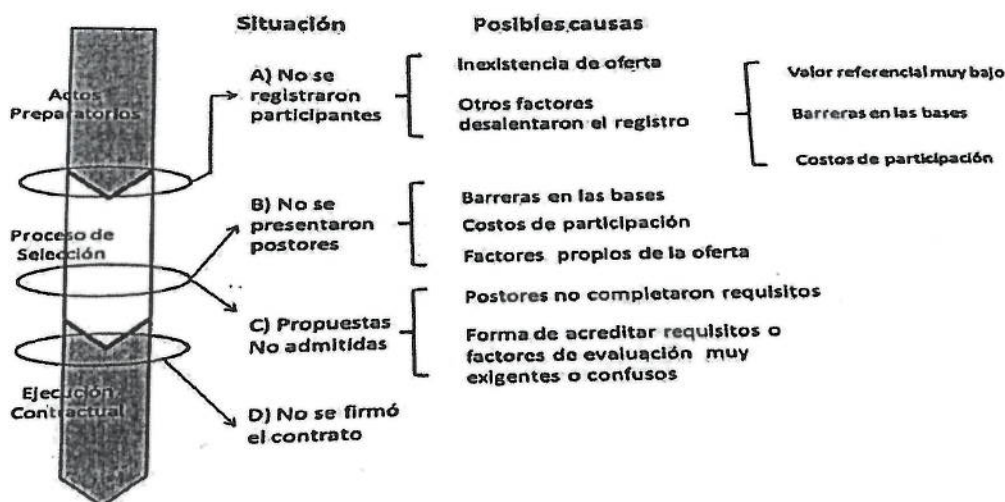 Situación
Posibles causas
Actos
Preparatorios
A) No se
registraron
participantes
Inexistencia de oferta
Otros factores
desalentaron el registro
Valor referencial muy bajo
Barreras en las bases
Costos de participación
Proceso de
Selección
B) No se
presentaron
postores
Barreras en las bases
Costos de participación
Factores propios de la oferta
C) Propuestas
No admitidas
Postores no completaron requisitos
Forma de acreditar requisitos o
factores de evaluación muy
exigentes o confusos
Ejecución
Contractual
D) No se firmó
el contrato